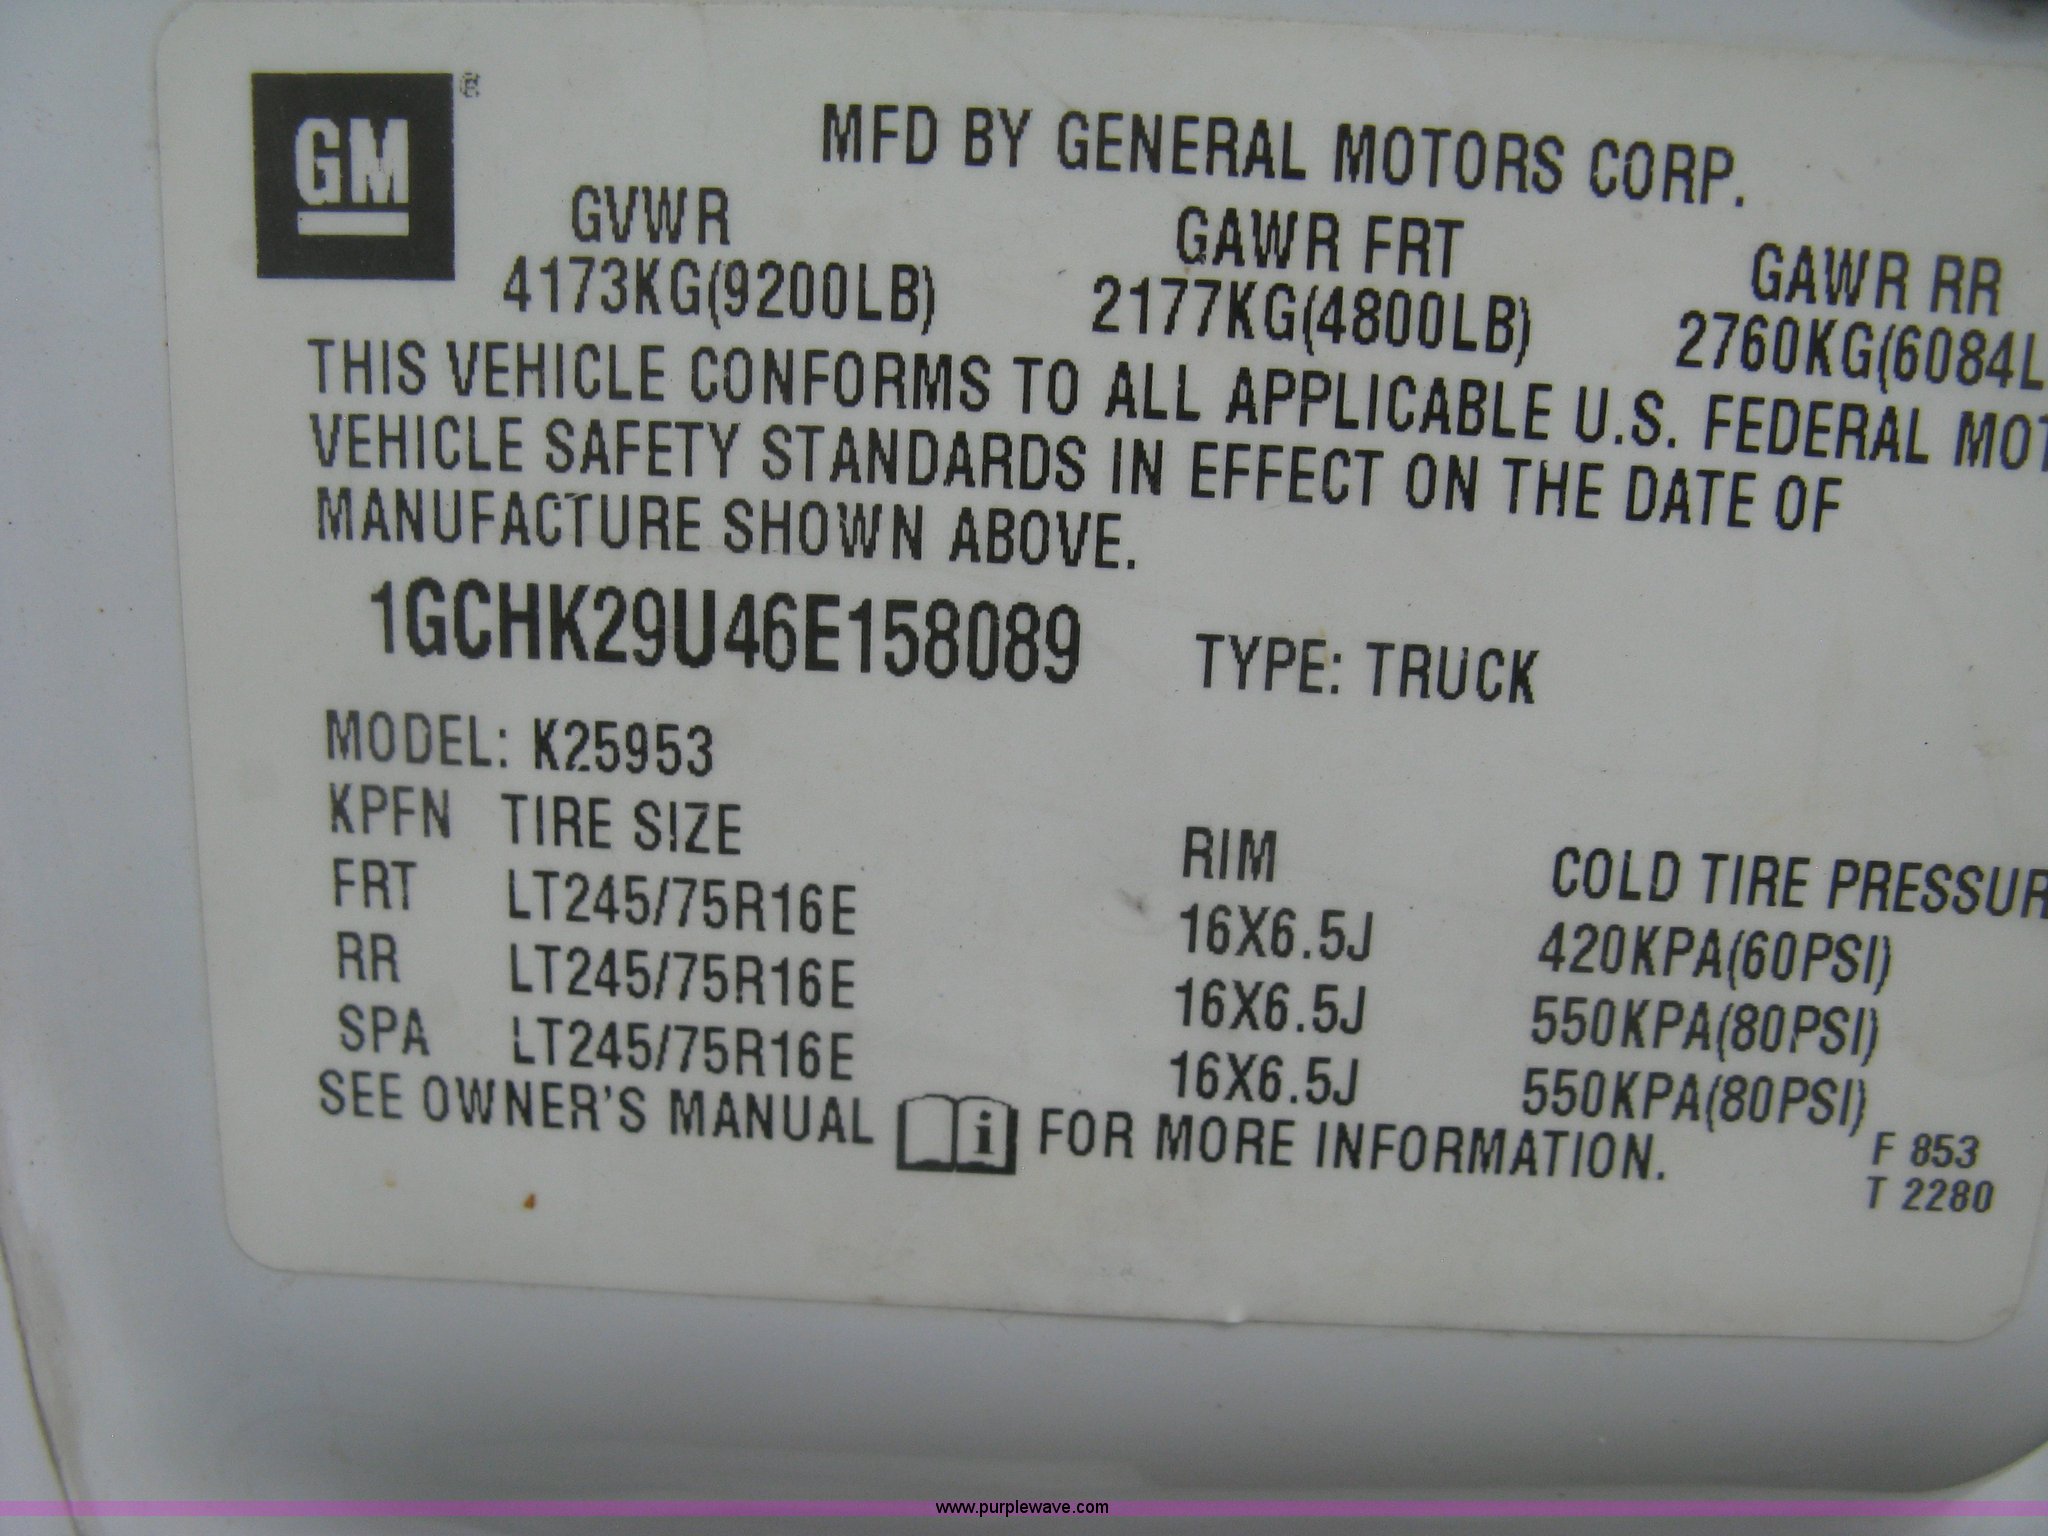 GM®
MFD BY GENERAL MOTORS CORP.
GVWR GAWR FRT GAWR RR
4173KG(9200LB) 2177KG(4800LB) 2760KG(6084L
THIS VEHICLE CONFORMS TO ALL APPLICABLE U.S. FEDERAL MOT
VEHICLE SAFETY STANDARDS IN EFFECT ON THE DATE OF
MANUFACTURE SHOWN ABOVE.
1GCHK29U46E158089 TYPE: TRUCK
MODEL: K25953
KPFN TIRE SIZE RIM COLD TIRE PRESSUR
FRT LT245/75R16E 16X6.5J 420KPA(60PSI)
RR LT245/75R16E 16X6.5J 550KPA(80PSI)
SPA LT245/75R16E 16X6.5J 550KPA(80PSI)
SEE OWNER'S MANUAL i FOR MORE INFORMATION.
F 853
T 2280
www.purplewave.com